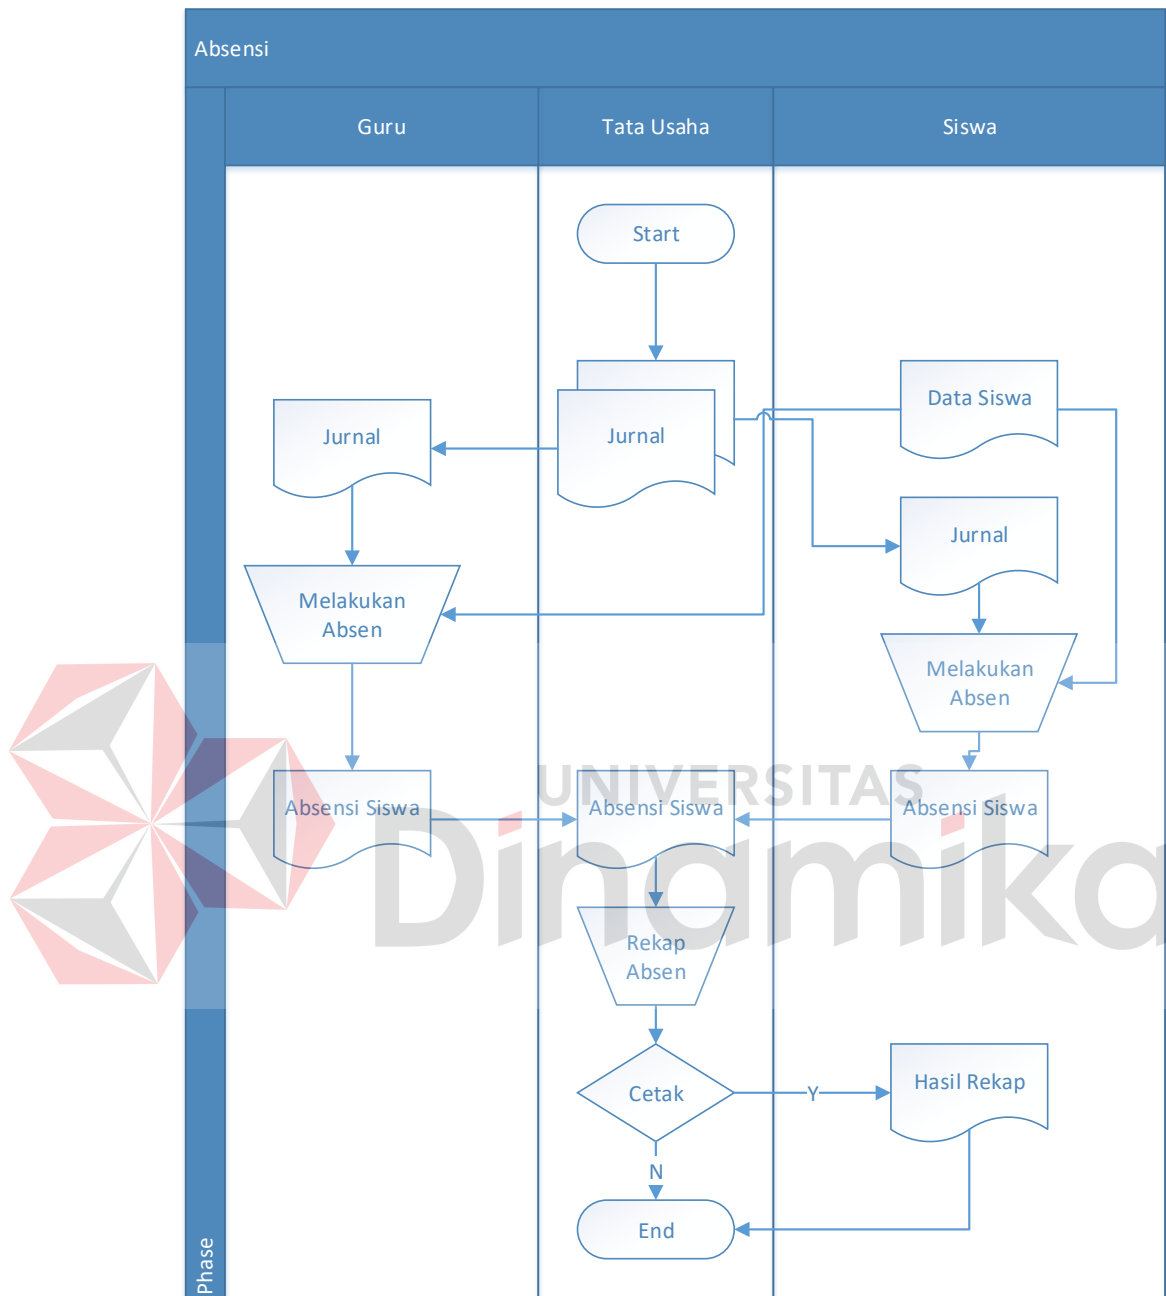 Absensi
Guru
Tata Usaha
Siswa
Start
Data Siswa
Jurnal
Jurnal
Jurnal
Melakukan
Absen
Melakukan
Absen
UNIVERSITAS
Dinamika
Absensi Siswa
Absensi Siswa
Absensi Siswa
Rekap
Absen
Cetak
Y
Hasil Rekap
N
End
Phase